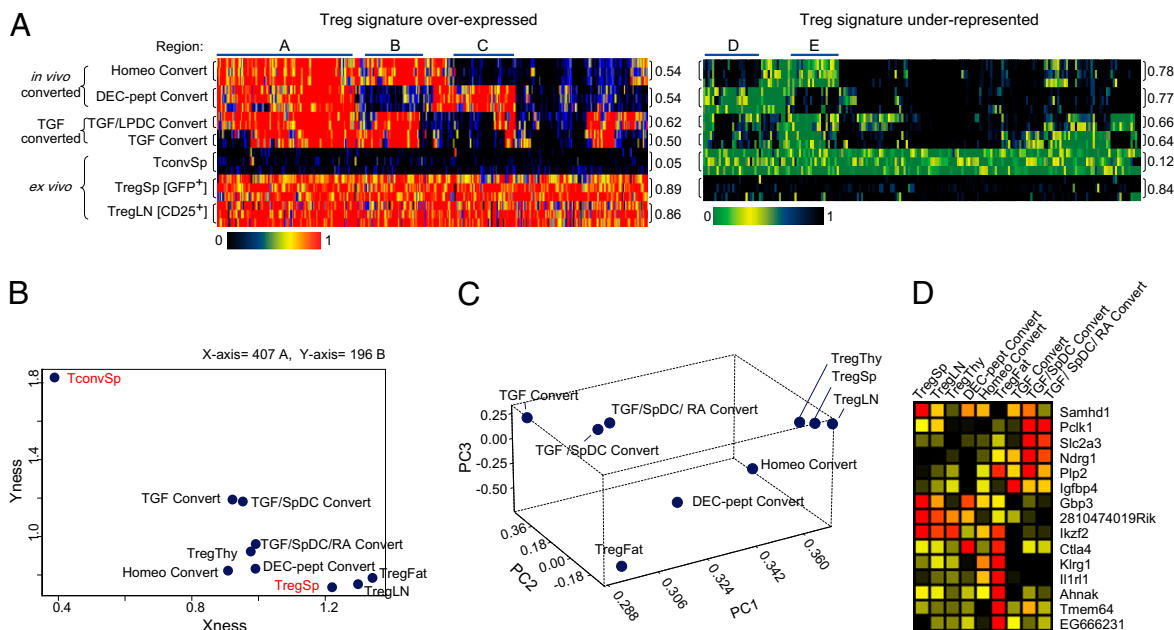 A
Treg signature over-expressed
Treg signature under-represented
Region:
A
B
C
D
E
in vivo converted
Homeo Convert
0.54
0.78
DEC-pept Convert
0.54
0.77
TGF converted
TGF/LPDC Convert
0.62
0.66
TGF Convert
0.50
0.64
ex vivo
TconvSp
0.05
0.12
TregSp [GFP+]
0.89
0.84
TregLN [CD25+]
0.86
0 1
0 1
B
X-axis= 407 A, Y-axis= 196 B
Yness
1.8
1.4
1.0
TconvSp
TGF Convert
TGF/SpDC Convert
TGF/SpDC/RA Convert
TregThy
DEC-pept Convert
Homeo Convert
TregFat
TregSp
TregLN
0.4 0.6 1.0 1.2
Xness
C
TregThy
TregSp
TregLN
TGF Convert
TGF/SpDC/ RA Convert
TGF /SpDC Convert
Homeo Convert
DEC-pept Convert
TregFat
PC3
0.25
0.00
-0.25
-0.50
PC2
0.36
0.18
0.00
-0.18
PC1
0.288
0.306
0.324
0.342
0.360
D
TregSp
TregLN
TregThy
DEC-pept Convert
Homeo Convert
TregFat
TGF Convert
TGF/SpDC Convert
TGF/ SpDC/ RA Convert
Samhd1
Pclk1
Slc2a3
Ndrg1
Plp2
Igfbp4
Gbp3
2810474019Rik
Ikzf2
Ctla4
Klrg1
Il1rl1
Ahnak
Tmem64
EG666231